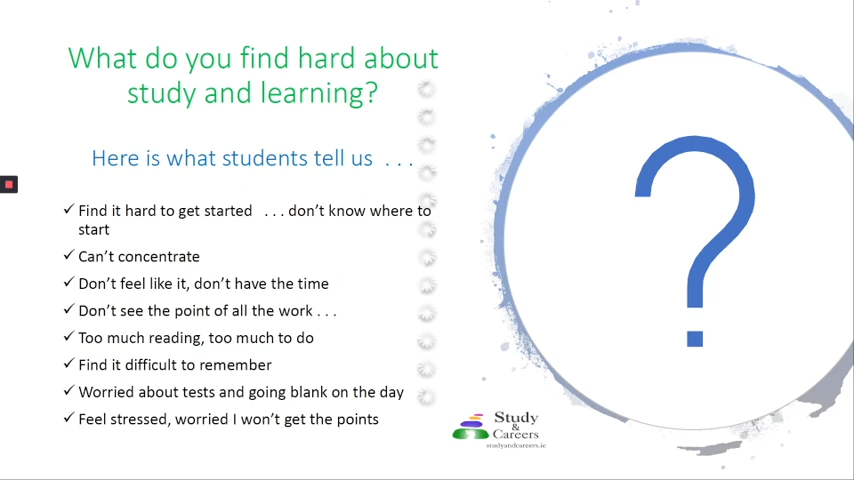 What do you find hard about
study and learning?
Here is what students tell us . . .
✓ Find it hard to get started . . . don't know where to
start
✓ Can't concentrate
✓ Don't feel like it, don't have the time
✓ Don't see the point of all the work . . .
✓ Too much reading, too much to do
✓ Find it difficult to remember
✓ Worried about tests and going blank on the day
✓ Feel stressed, worried I won't get the points
?
Study
&
Careers
studyandcareers.ie